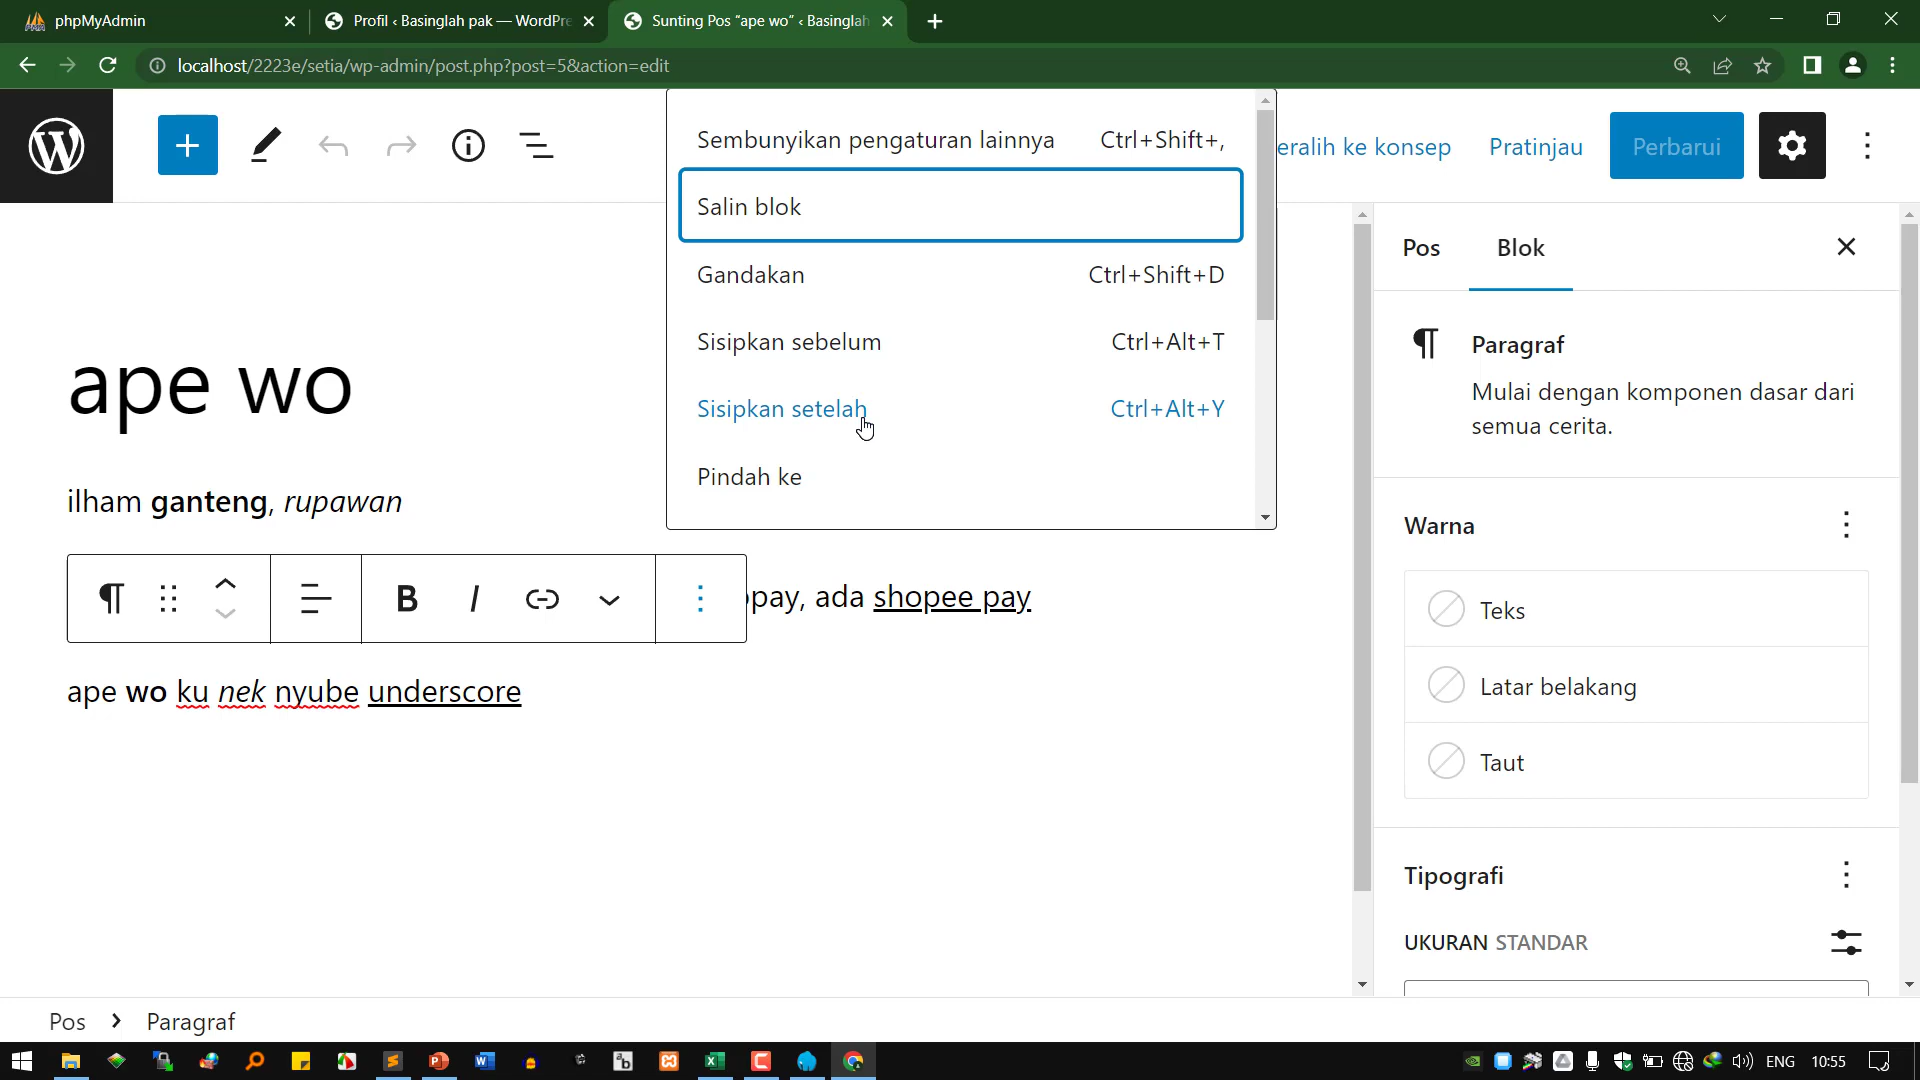 phpMyAdmin
Profil ‹ Basinglah pak — WordPre
Sunting Pos “ape wo” ‹ Basinglah
localhost/2223e/setia/wp-admin/post.php?post=5&action=edit
Sembunyikan pengaturan lainnya Ctrl+Shift+,
Salin blok
Gandakan Ctrl+Shift+D
Sisipkan sebelum Ctrl+Alt+T
Sisipkan setelah Ctrl+Alt+Y
Pindah ke
eralih ke konsep
Pratinjau
Perbarui
ape wo
ilham ganteng, rupawan
B I
pay, ada shopee pay
ape wo ku nek nyube underscore
Pos
Blok
Paragraf
Mulai dengan komponen dasar dari
semua cerita.
Warna
Teks
Latar belakang
Taut
Tipografi
UKURAN STANDAR
Pos
Paragraf
ENG
10:55